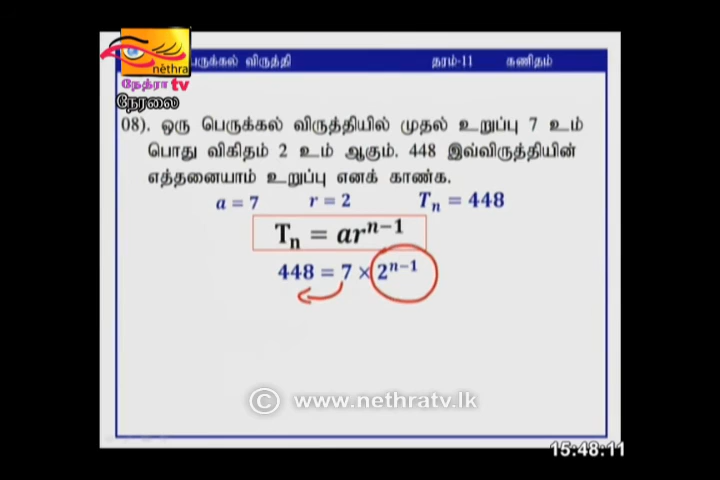 பெருக்கல் விருத்தி தரம்-11 கணிதம்
nēthra
நேத்ரா tv
நேரலை
08). ஒரு பெருக்கல் விருத்தியில் முதல் உறுப்பு 7 உம்
பொது விகிதம் 2 உம் ஆகும். 448 இவ்விருத்தியின்
எத்தனையாம் உறுப்பு எனக் காண்க.
a = 7 r = 2 Tₙ = 448
Tₙ = arⁿ⁻¹
448 = 7 × 2ⁿ⁻¹
© www.nethratv.lk
15:48:11